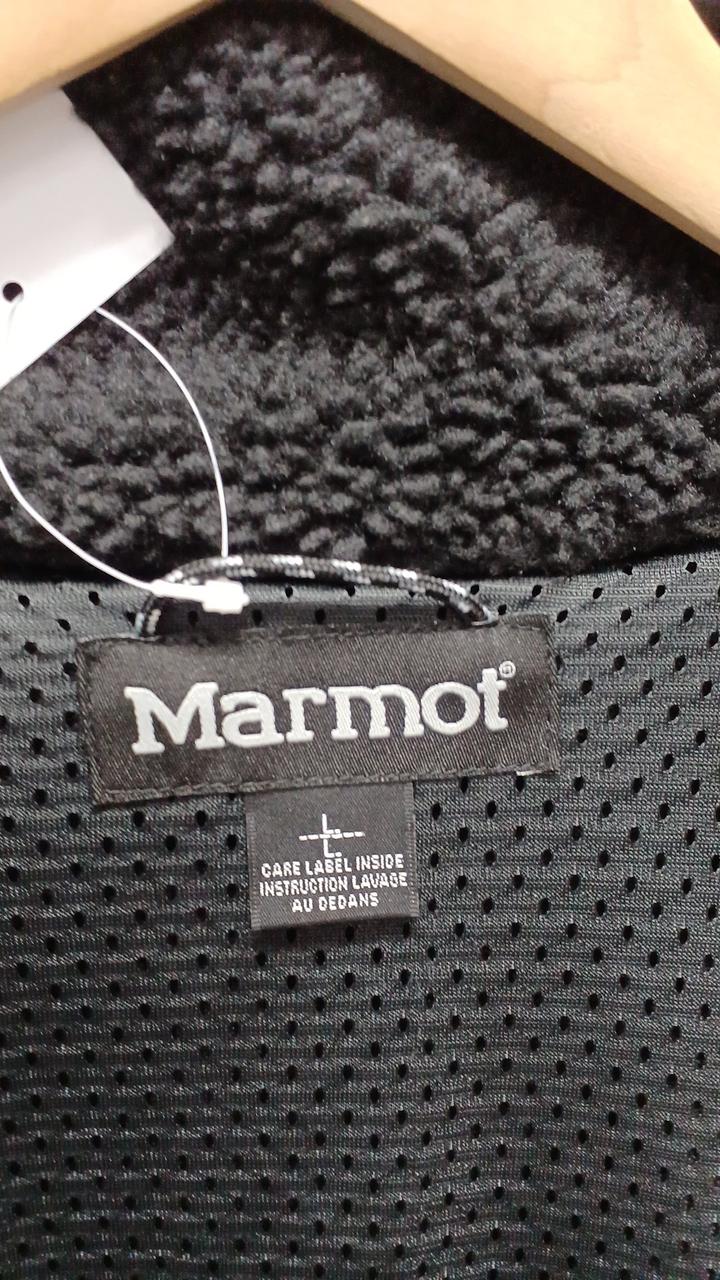 Marmot®
L
L
CARE LABEL INSIDE
INSTRUCTION LAVAGE
AU DEDANS